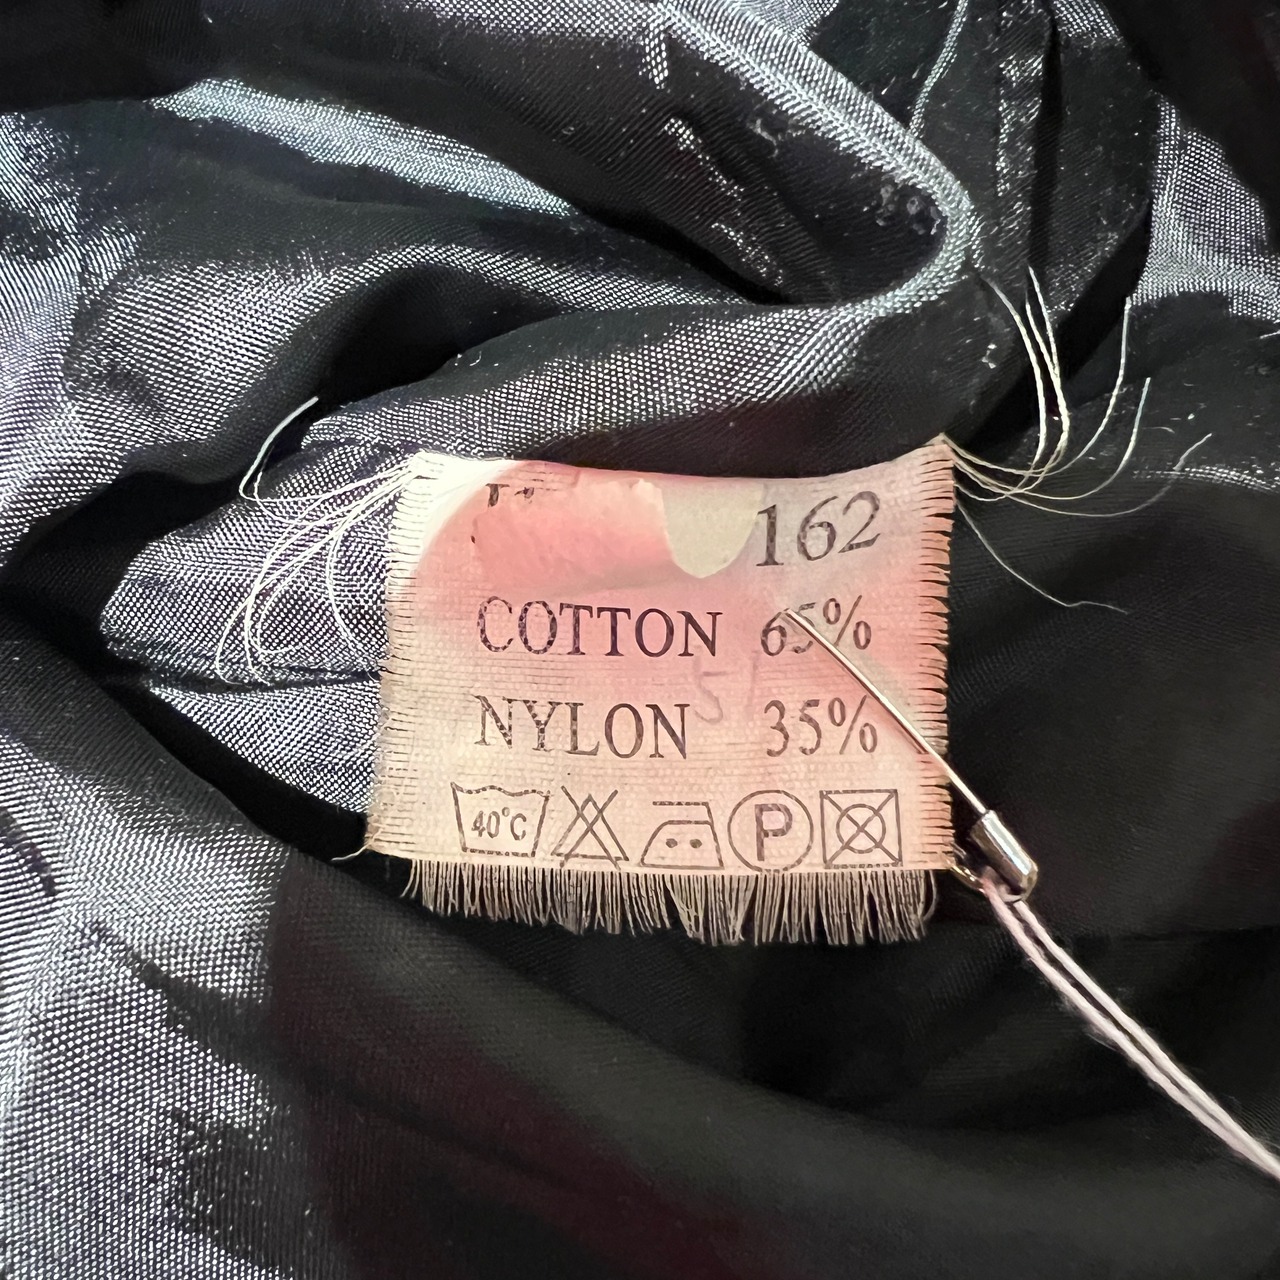 162
COTTON 65%
NYLON 35%
40°C P